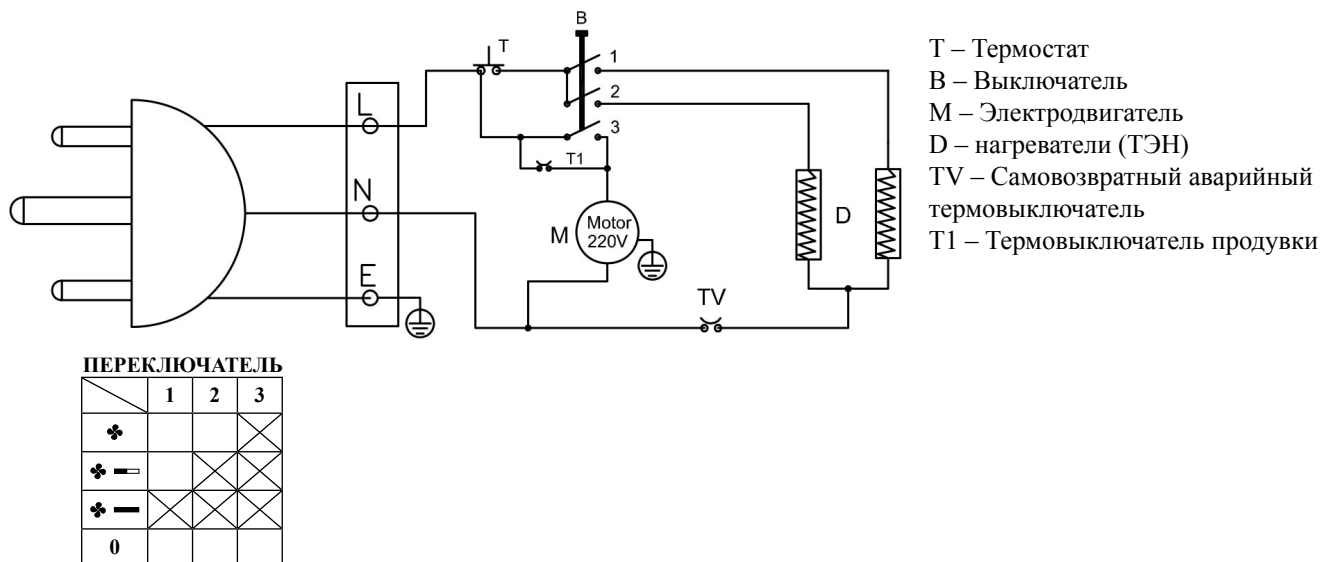 B
T
1
2
3
T1
L
N
E
M
Motor
220V
D
TV
T – Термостат
В – Выключатель
М – Электродвигатель
D – нагреватели (ТЭН)
TV – Самовозвратный аварийный
термовыключатель
Т1 – Термовыключатель продувки
ПЕРЕКЛЮЧАТЕЛЬ
1 2 3
0